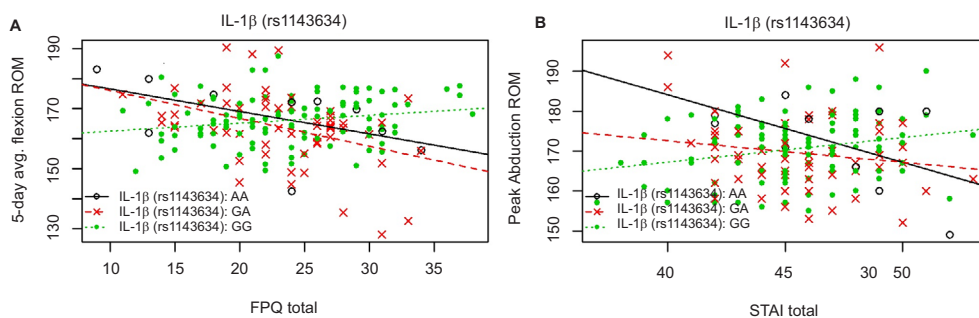 A
IL-1β (rs1143634)
5-day avg. flexion ROM
190
170
150
130
IL-1β (rs1143634): AA
IL-1β (rs1143634): GA
IL-1β (rs1143634): GG
10 15 20 25 30 35
FPQ total
B
IL-1β (rs1143634)
Peak Abduction ROM
190
180
170
160
150
IL-1β (rs1143634): AA
IL-1β (rs1143634): GA
IL-1β (rs1143634): GG
40 45 30 50
STAI total